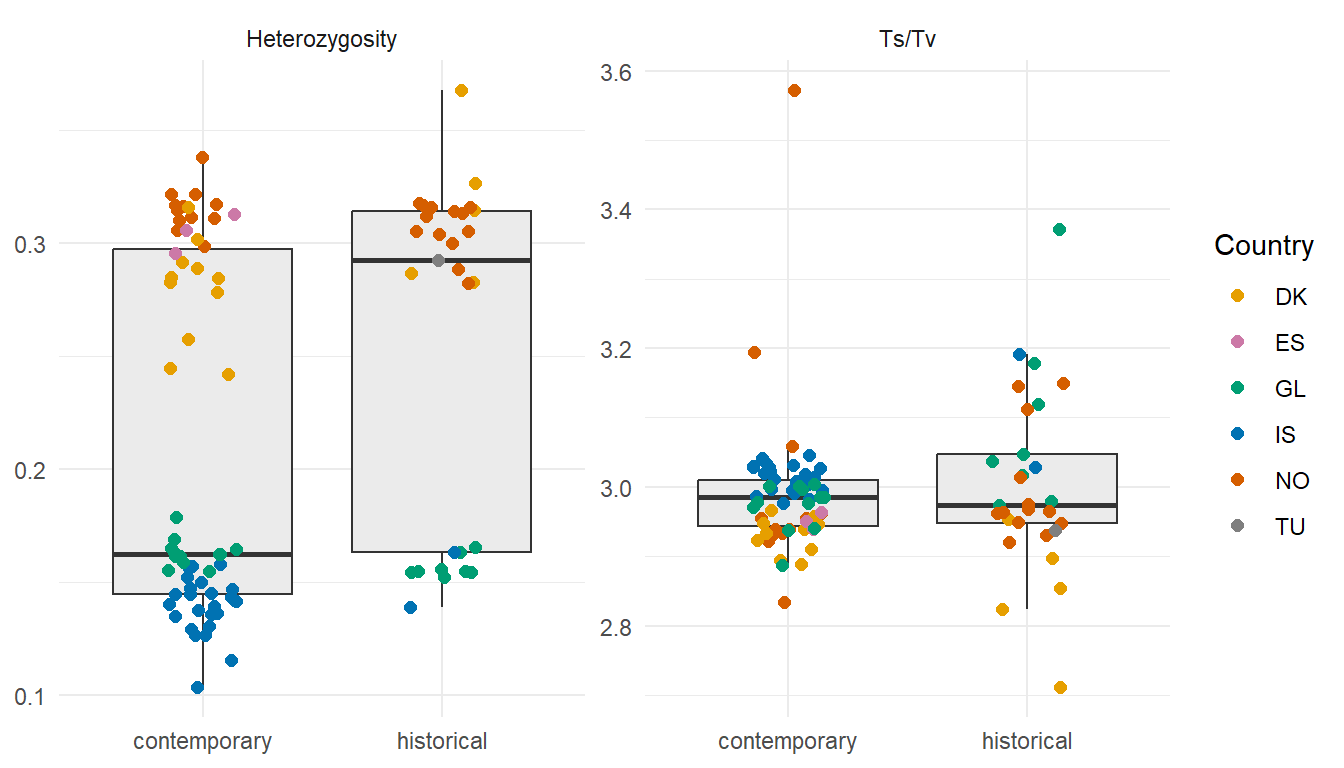 Heterozygosity
Ts/Tv
0.3
0.2
0.1
contemporary
historical
3.6
3.4
3.2
3.0
2.8
contemporary
historical
Country
DK
ES
GL
IS
NO
TU